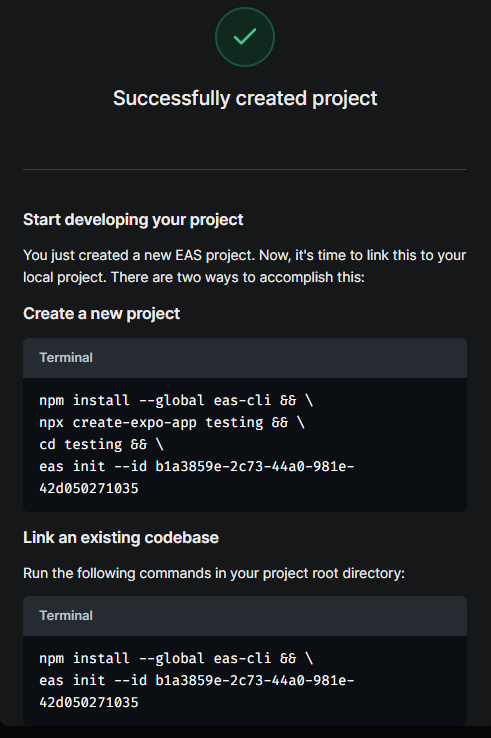 Successfully created project
Start developing your project
You just created a new EAS project. Now, it's time to link this to your
local project. There are two ways to accomplish this:
Create a new project
Terminal
npm install --global eas-cli && \
npx create-expo-app testing && \
cd testing && \
eas init --id b1a3859e-2c73-44a0-981e-
42d050271035
Link an existing codebase
Run the following commands in your project root directory:
Terminal
npm install --global eas-cli && \
eas init --id b1a3859e-2c73-44a0-981e-
42d050271035